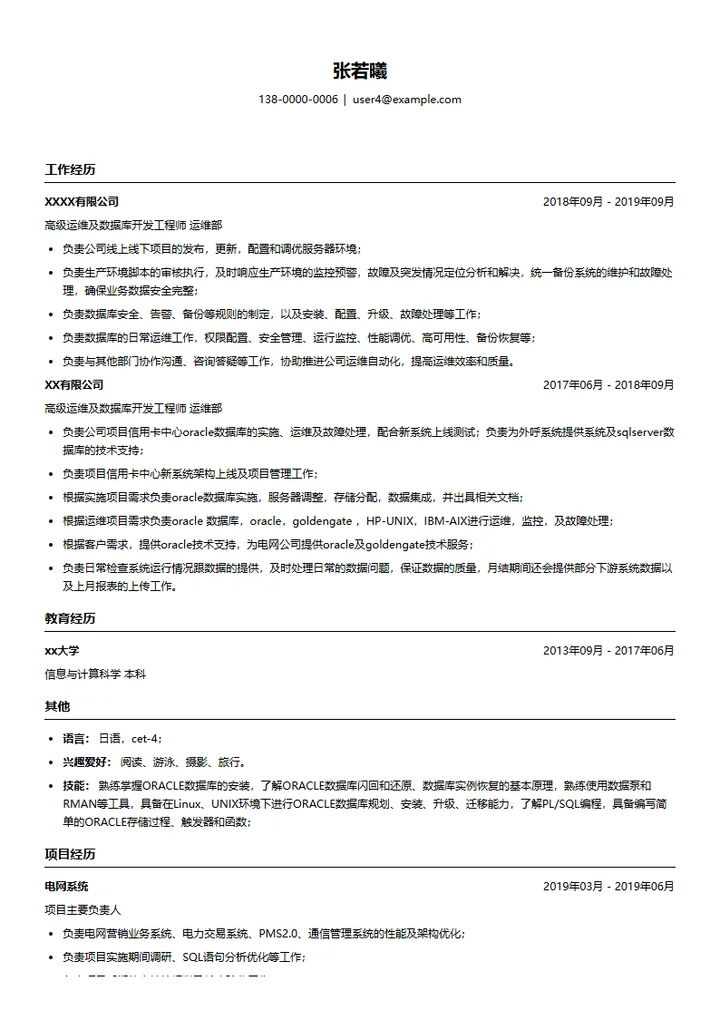 张若曦
138-0000-0006 | user4@example.com
工作经历
XXXX有限公司 2018年09月 - 2019年09月
高级运维及数据库开发工程师 运维部
• 负责公司线上线下项目的发布，更新，配置和调优服务器环境；
• 负责生产环境脚本的审核执行，及时响应生产环境的监控预警，故障及突发情况定位分析和解决，统一备份系统的维护和故障处
理，确保业务数据安全完整；
• 负责数据库安全、告警、备份等规则的制定，以及安装、配置、升级、故障处理等工作；
• 负责数据库的日常运维工作，权限配置、安全管理、运行监控、性能调优、高可用性、备份恢复等；
• 负责与其他部门协作沟通、咨询答疑等工作，协助推进公司运维自动化，提高运维效率和质量。
XX有限公司 2017年06月 - 2018年09月
高级运维及数据库开发工程师 运维部
• 负责公司项目信用卡中心oracle数据库的实施、运维及故障处理，配合新系统上线测试；负责为外呼系统提供系统及sqlserver数
据库的技术支持；
• 负责项目信用卡中心新系统架构上线及项目管理工作；
• 根据实施项目需求负责oracle数据库实施，服务器调整，存储分配，数据集成，并出具相关文档；
• 根据运维项目需求负责oracle 数据库，oracle，goldengate ，HP-UNIX，IBM-AIX进行运维，监控，及故障处理；
• 根据客户需求，提供oracle技术支持，为电网公司提供oracle及goldengate技术服务；
• 负责日常检查系统运行情况跟数据的提供，及时处理日常的数据问题，保证数据的质量，月结期间还会提供部分下游系统数据以
及上月报表的上传工作。
教育经历
xx大学 2013年09月 - 2017年06月
信息与计算科学 本科
其他
• 语言： 日语，cet-4；
• 兴趣爱好： 阅读、游泳、摄影、旅行。
• 技能： 熟练掌握ORACLE数据库的安装，了解ORACLE数据库闪回和还原、数据库实例恢复的基本原理，熟练使用数据泵和
RMAN等工具，具备在Linux、UNIX环境下进行ORACLE数据库规划、安装、升级、迁移能力，了解PL/SQL编程，具备编写简
单的ORACLE存储过程、触发器和函数；
项目经历
电网系统 2019年03月 - 2019年06月
项目主要负责人
• 负责电网营销业务系统、电力交易系统、PMS2.0、通信管理系统的性能及架构优化；
• 负责项目实施期间调研、SQL语句分析优化等工作；